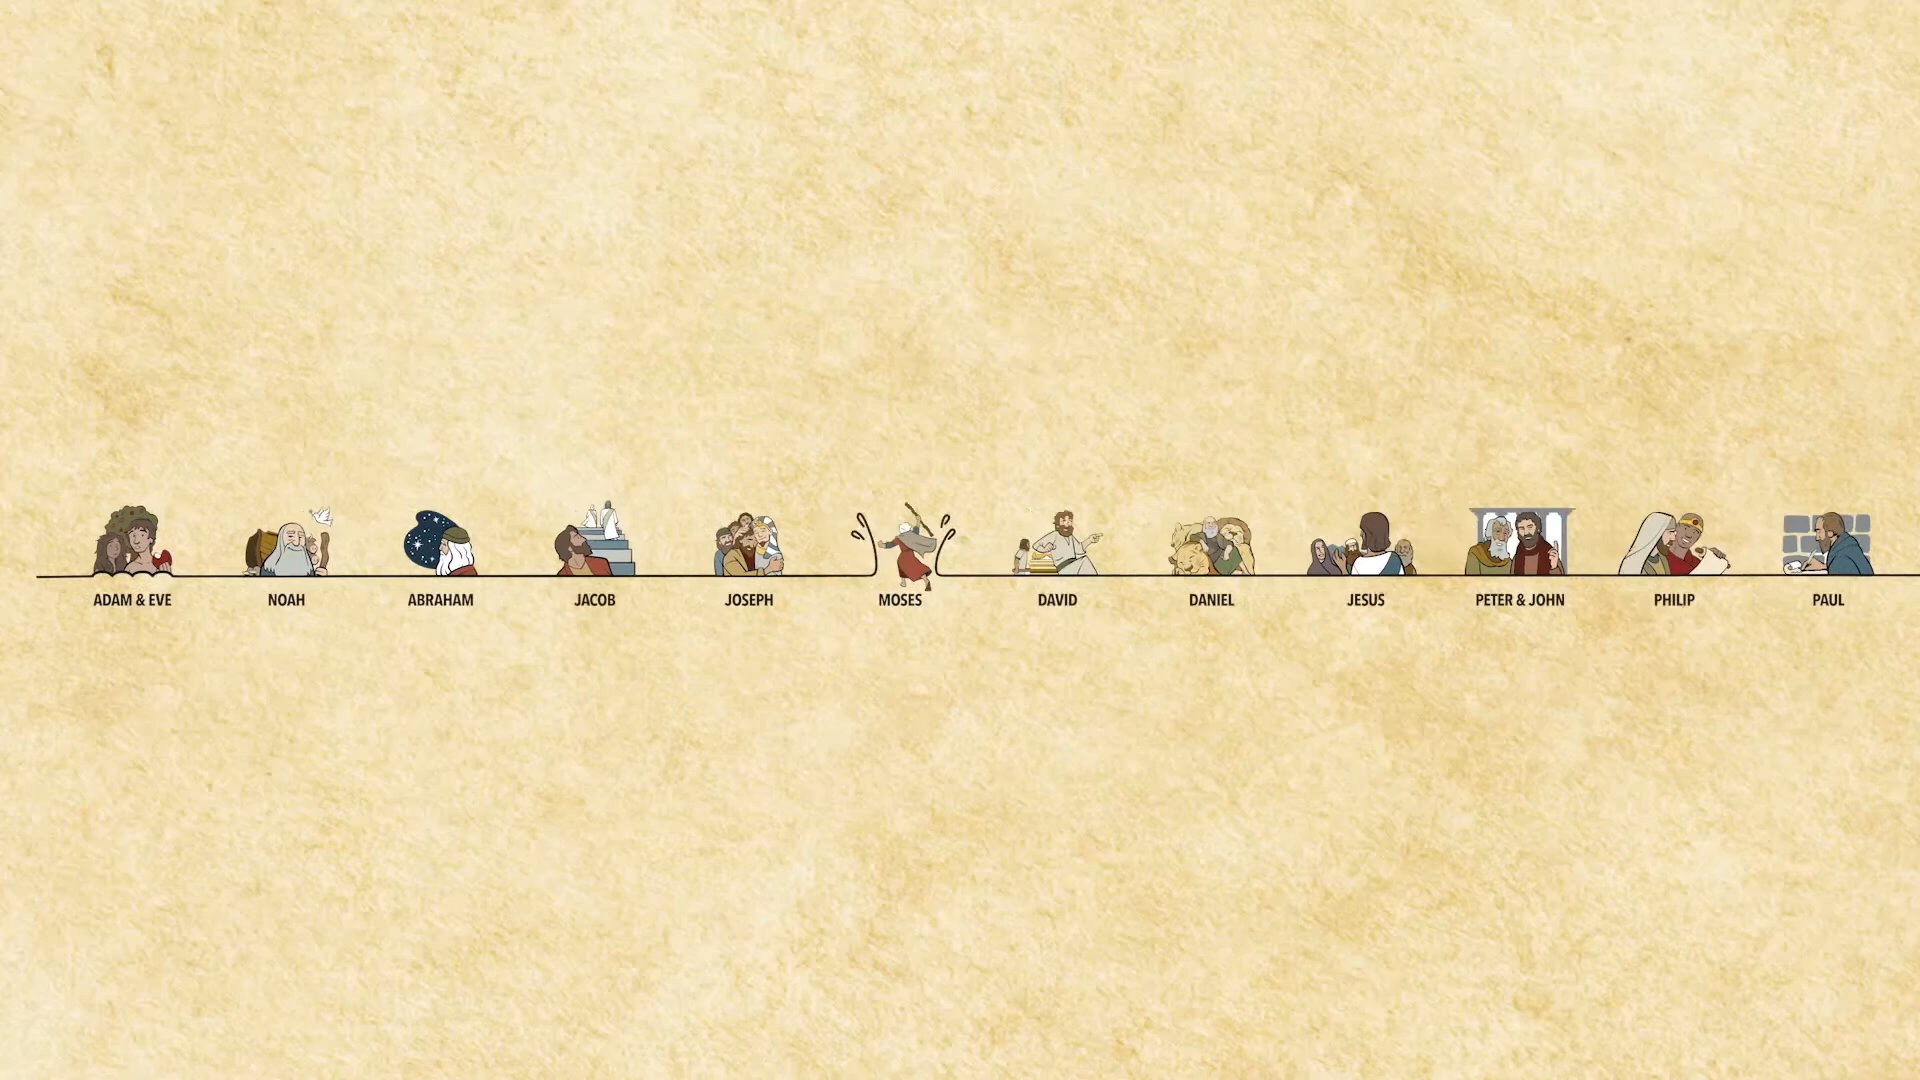 ADAM & EVE
NOAH
ABRAHAM
JACOB
JOSEPH
MOSES
DAVID
DANIEL
JESUS
PETER & JOHN
PHILIP
PAUL